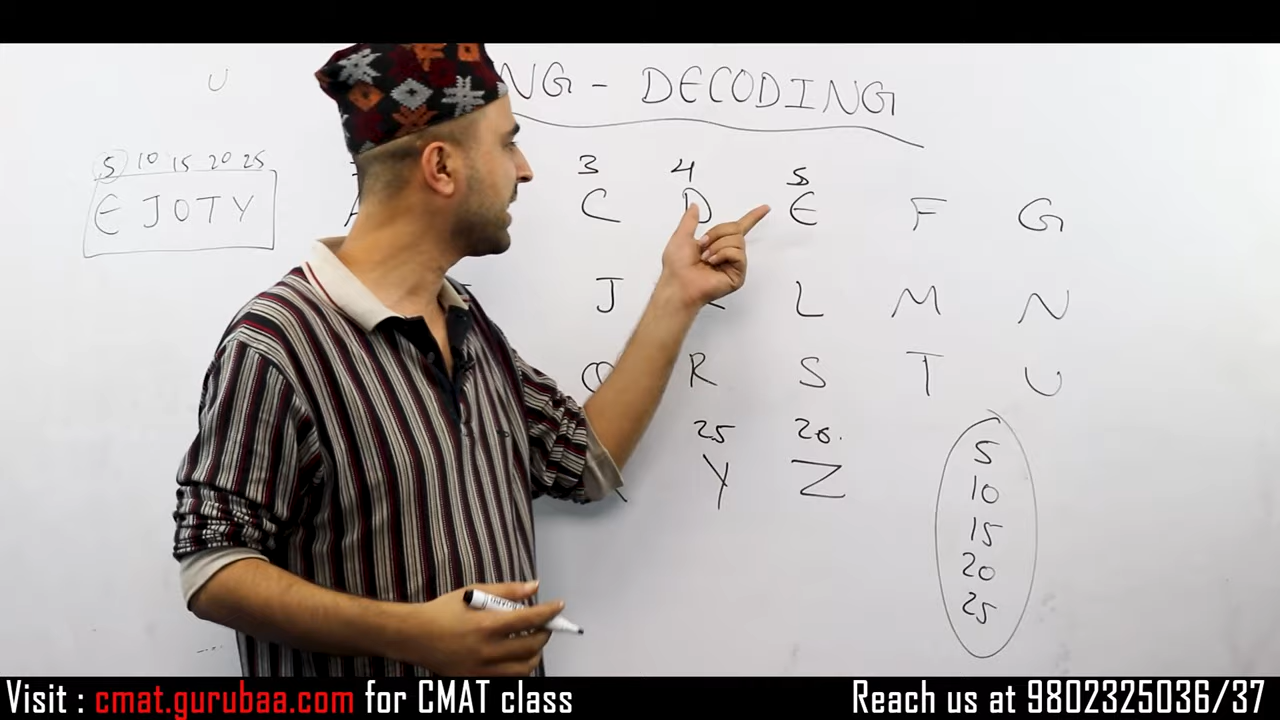 U
NG - DECODING
5 10 15 20 25
E J O T Y
3 4 5
C D E F G
J L M N
R S T U
25 26.
Y Z
5
10
15
20
25
Visit : cmat.gurubaa.com for CMAT class
Reach us at 9802325036/37